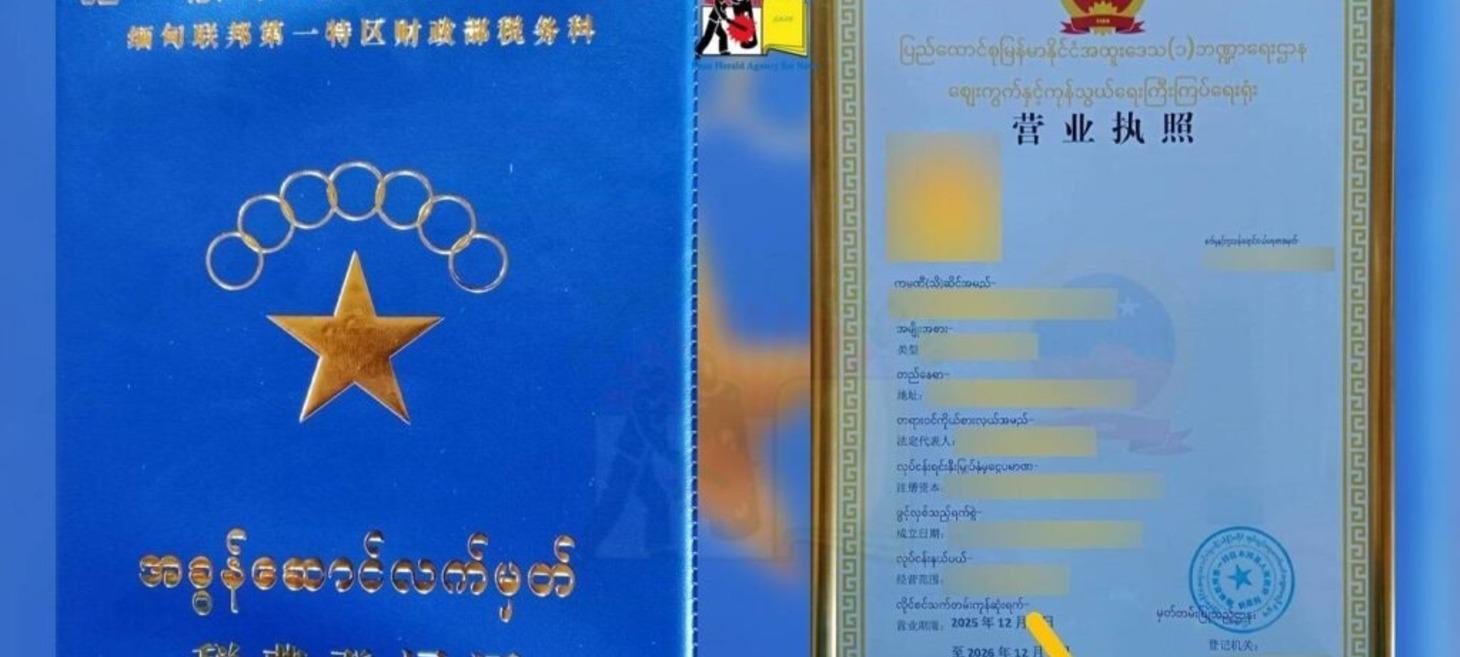 缅甸联邦第一特区财政部税务科
အခွန်ဆောင်လက်မှတ်
Herald Agency for
ပြည်ထောင်စုမြန်မာနိုင်ငံအထူးဒေသ(၁)ဘဏ္ဍာရေးဌာန
ဈေးကွက်နှင့်ကုန်သွယ်ရေးကြီးကြပ်ရေးရုံး
营业执照
ကုမ္ပဏီ(သို့)ဆိုင်အမည်-
အမျိုးအစား-
类型
တည်နေရာ-
地址:
တရားဝင်ကိုယ်စားလှယ်အမည်-
法定代表人:
လုပ်ငန်းရင်းနှီးမြှုပ်နှံမှုငွေပမာဏ-
注册资本:
ဖွင့်လှစ်သည့်ရက်စွဲ-
成立日期:
လုပ်ငန်းနယ်ပယ်-
经营范围:
လိုင်စင်သက်တမ်းကုန်ဆုံးရက်-
营业期限: 2025 年 12 月 日
至 2026 年 12 月
မှတ်တမ်းပြုသည့်ဌာန:
登记机关: